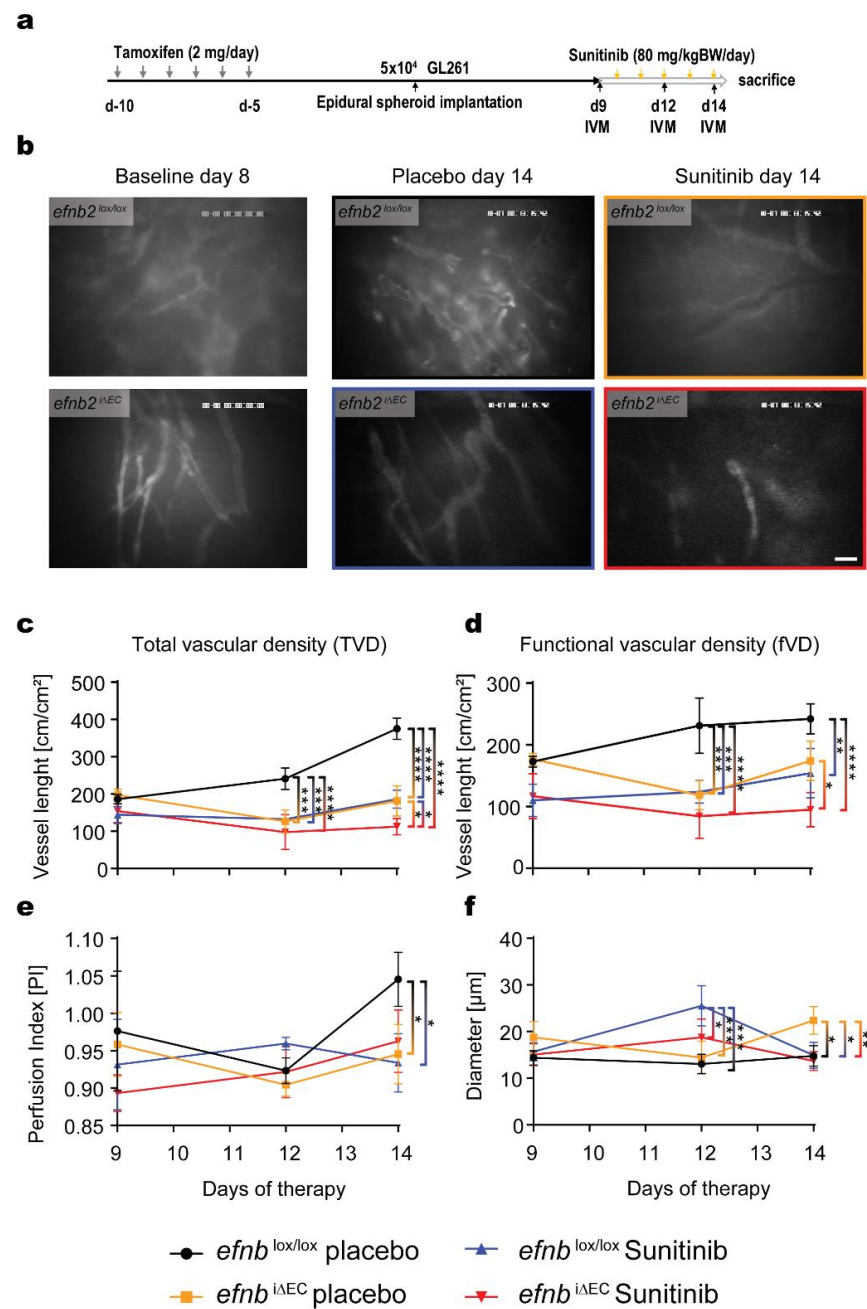 a
Tamoxifen (2 mg/day)
5x10⁴ GL261
Sunitinib (80 mg/kgBW/day)
sacrifice
d-10
d-5
Epidural spheroid implantation
d9
d12
d14
IVM
IVM
IVM
b
Baseline day 8
Placebo day 14
Sunitinib day 14
efnb2 lox/lox
efnb2 lox/lox
efnb2 lox/lox
efnb2 iΔEC
efnb2 iΔEC
efnb2 iΔEC
c
Total vascular density (TVD)
Vessel lenght [cm/cm²]
500
400
300
200
100
0
****
****
****
***
***
****
*
*
d
Functional vascular density (fVD)
Vessel lenght [cm/cm²]
300
200
100
0
***
***
****
**
*
****
e
Perfusion Index [PI]
1.10
1.05
1.00
0.95
0.90
0.85
*
*
9
10
11
12
13
14
Days of therapy
f
Diameter [µm]
40
30
20
10
0
*
***
***
*
*
**
9
10
11
12
13
14
Days of therapy
efnb lox/lox placebo
efnb lox/lox Sunitinib
efnb iΔEC placebo
efnb iΔEC Sunitinib